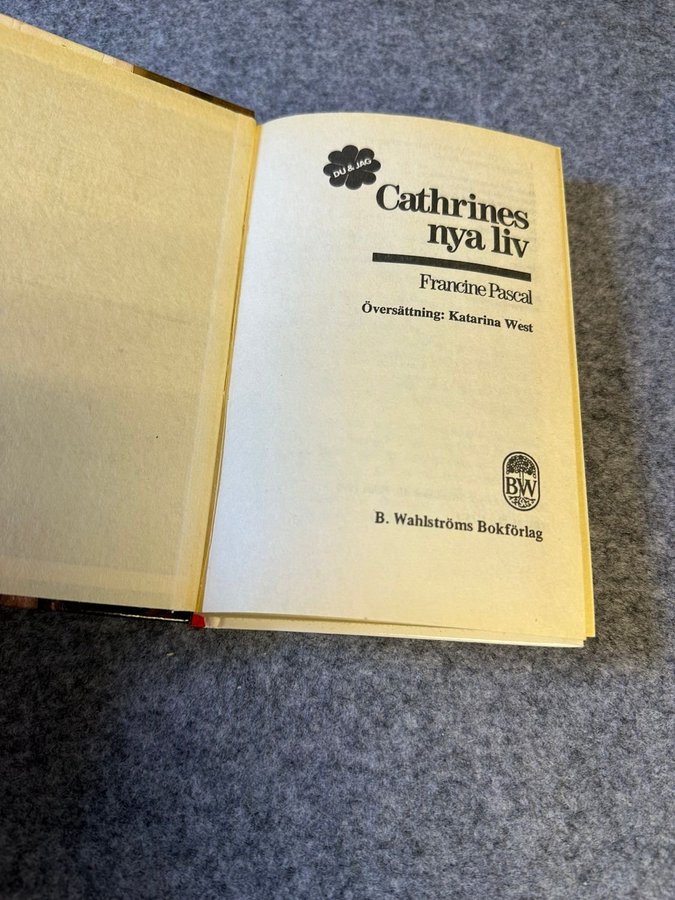 DU & JAG
Cathrines
nya liv
Francine Pascal
Översättning: Katarina West
BW
B. Wahlströms Bokförlag